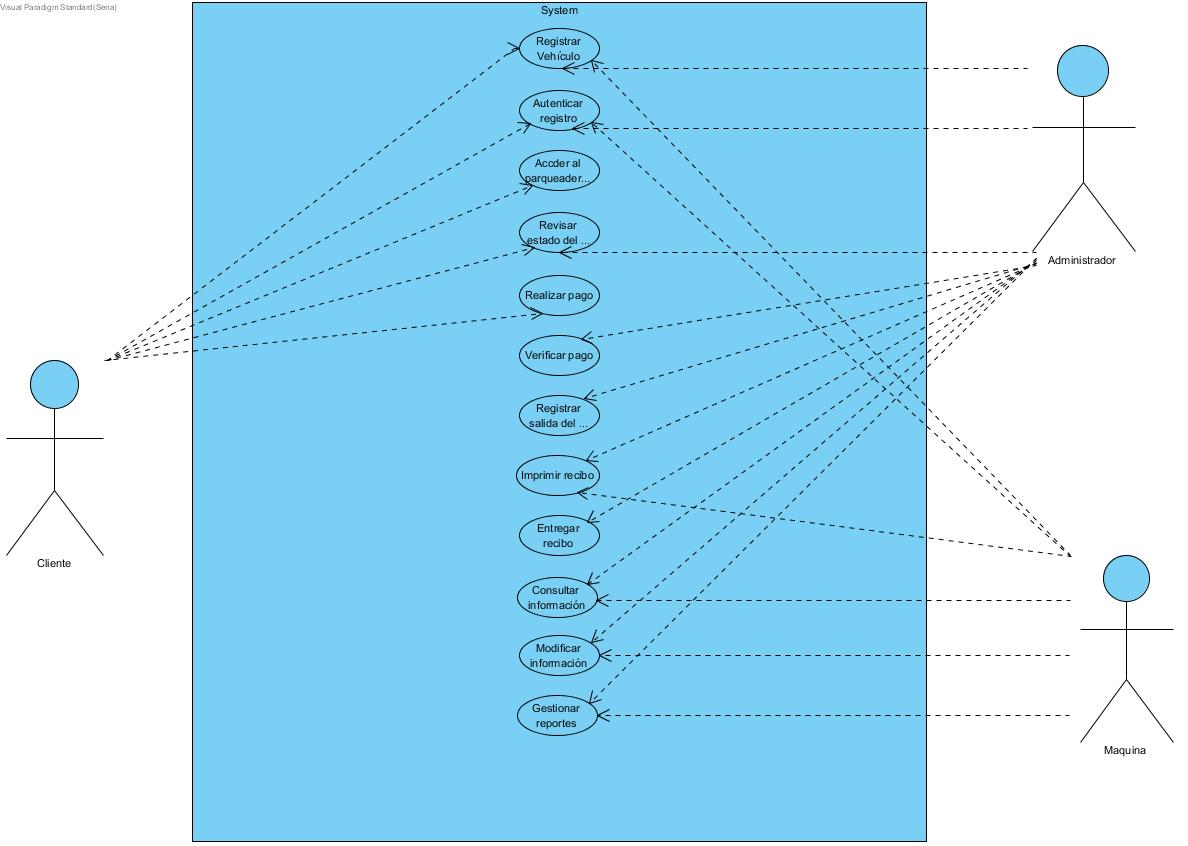 Visual Paradigm Standard(Sena)
System
Registrar
Vehículo
Autenticar
registro
Accder al
parqueader...
Revisar
estado del ...
Realizar pago
Verificar pago
Registrar
salida del ...
Imprimir recibo
Entregar
recibo
Consultar
información
Modificar
información
Gestionar
reportes
Cliente
Administrador
Maquina